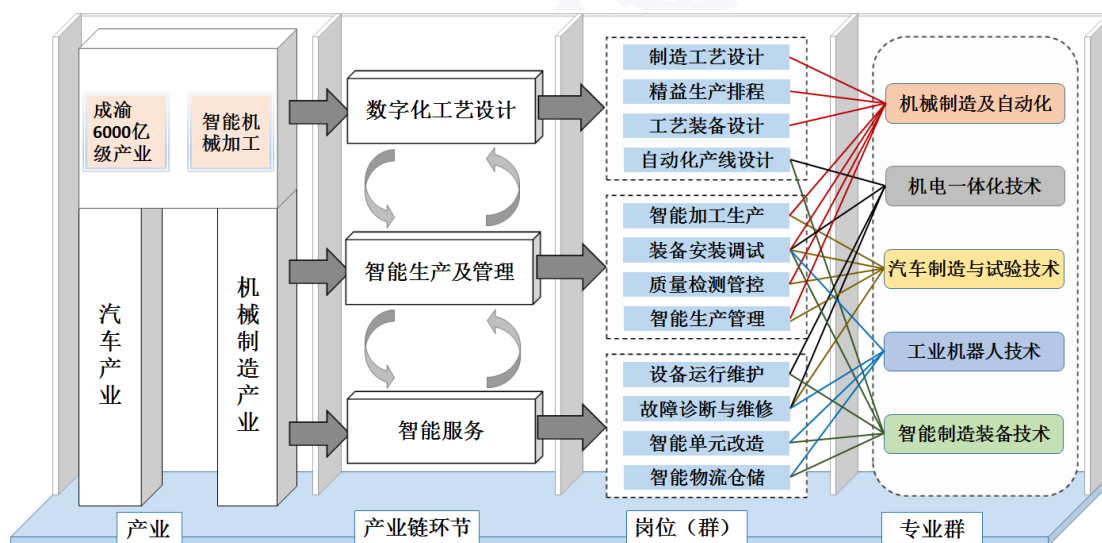 成渝
6000亿
级产业
智能机
械加工
汽车产业
机械制造产业
数字化工艺设计
智能生产及管理
智能服务
制造工艺设计
精益生产排程
工艺装备设计
自动化产线设计
智能加工生产
装备安装调试
质量检测管控
智能生产管理
设备运行维护
故障诊断与维修
智能单元改造
智能物流仓储
机械制造及自动化
机电一体化技术
汽车制造与试验技术
工业机器人技术
智能制造装备技术
产业
产业链环节
岗位（群）
专业群